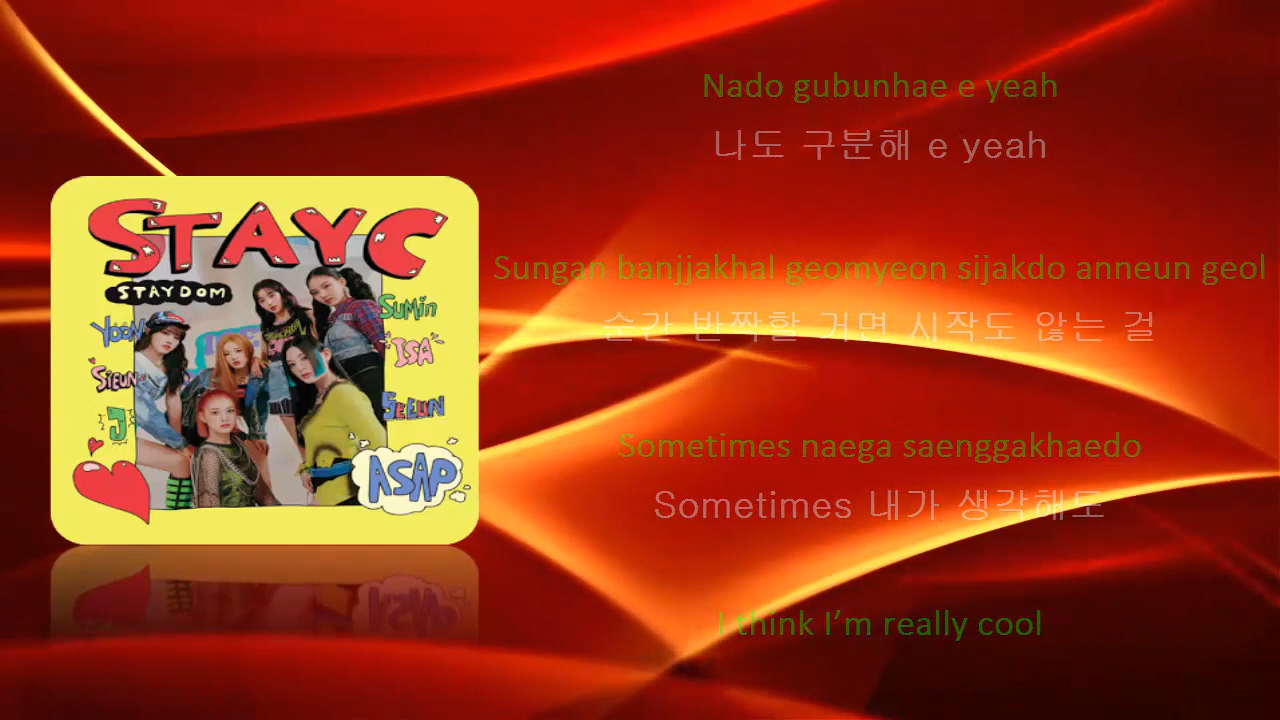 STAYC
STAYDOM
YOON
SUMin
ISA
SIEUN
J
SEEUN
ASAP
Nado gubunhae e yeah
나도 구분해 e yeah
Sungan banjjakhal geomyeon sijakdo anneun geol
순간 반짝할 거면 시작도 않는 걸
Sometimes naega saenggakhaedo
Sometimes 내가 생각해도
I think I’m really cool